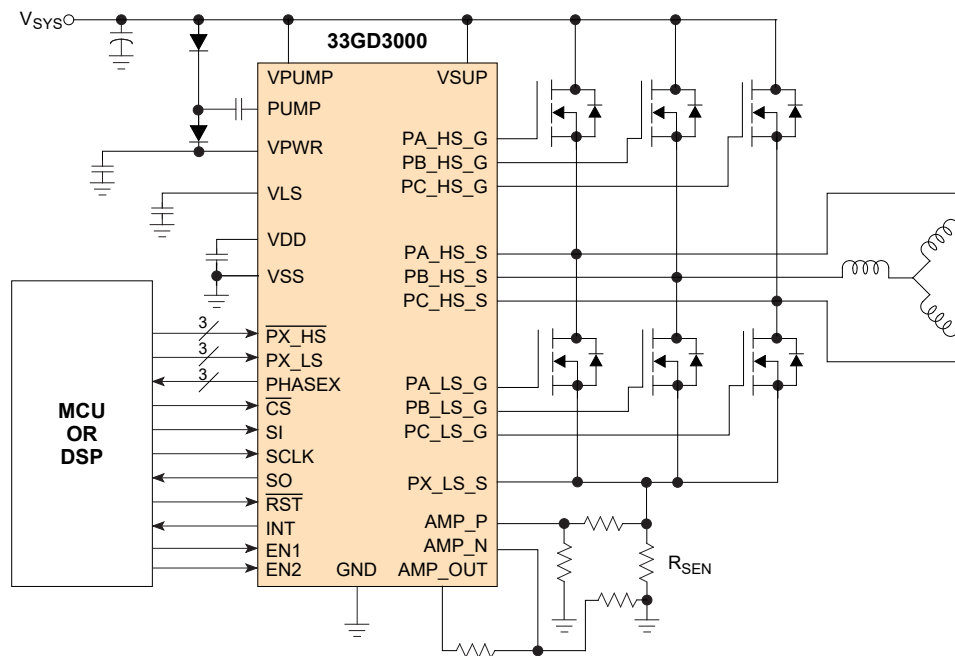 VSYS
33GD3000
VPUMP
VSUP
PUMP
VPWR
VLS
VDD
VSS
PA_HS_G
PB_HS_G
PC_HS_G
PA_HS_S
PB_HS_S
PC_HS_S
MCU
OR
DSP
3
3
3
PX_HS
PX_LS
PHASEX
CS
SI
SCLK
SO
RST
INT
EN1
EN2
GND
PA_LS_G
PB_LS_G
PC_LS_G
PX_LS_S
AMP_P
AMP_N
AMP_OUT
RSEN